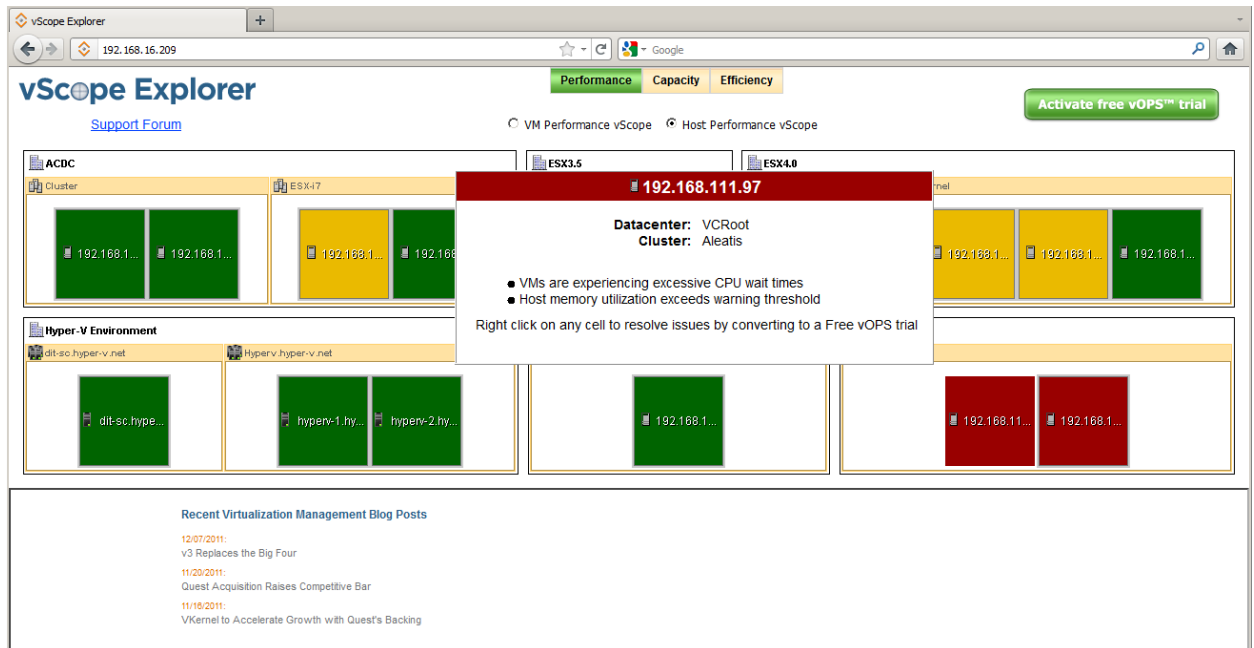 vScope Explorer
192.168.16.209
Google
vScope Explorer
Performance Capacity Efficiency
Activate free vOPS™ trial
Support Forum
VM Performance vScope Host Performance vScope
ACDC
ESX3.5
ESX4.0
Cluster
ESX-i7
192.168.1...
192.168.1...
192.168.1...
192.168
192.168.1...
192.168.1...
192.168.1...
192.168.111.97
Datacenter: VCRoot
Cluster: Aleatis
VMs are experiencing excessive CPU wait times
Host memory utilization exceeds warning threshold
Right click on any cell to resolve issues by converting to a Free vOPS trial
Hyper-V Environment
dit-sc.hyper-v.net
Hyperv.hyper-v.net
dit-sc.hype...
hyperv-1.hy...
hyperv-2.hy...
192.168.1...
192.168.11...
192.168.1...
Recent Virtualization Management Blog Posts
12/07/2011:
v3 Replaces the Big Four
11/20/2011:
Quest Acquisition Raises Competitive Bar
11/16/2011:
VKernel to Accelerate Growth with Quest's Backing